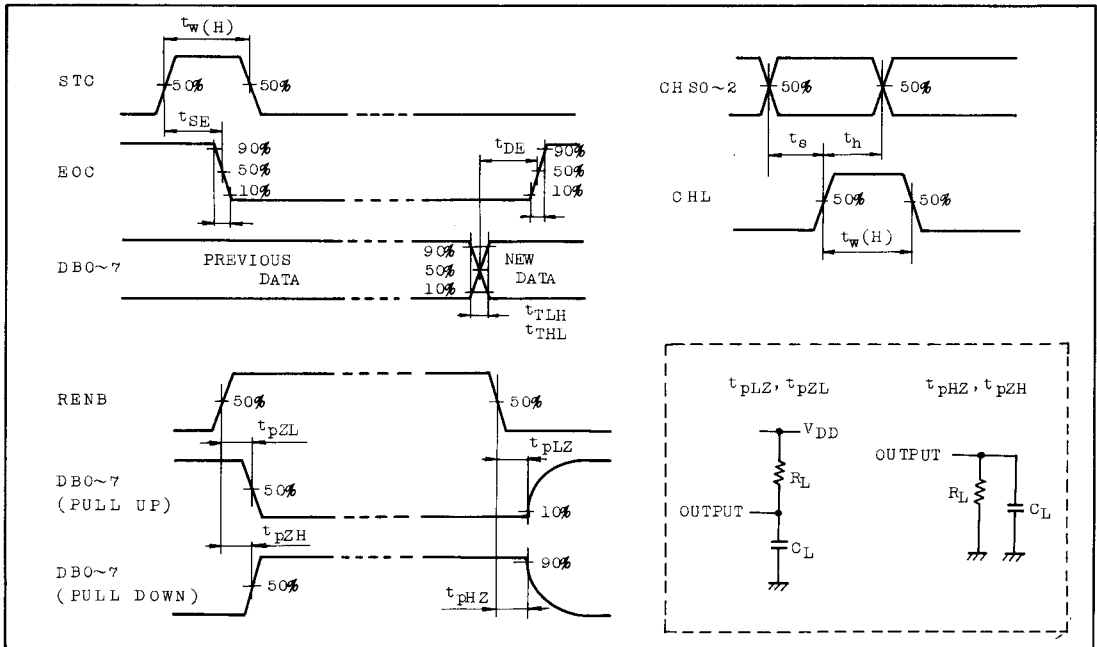 tw(H)
STC
50%
50%
tSE
tDE
EOC
90%
50%
10%
90%
50%
10%
DB0~7
PREVIOUS
DATA
90%
50%
10%
NEW
DATA
tTLH
tTHL
RENB
50%
50%
tpZL
tpLZ
DB0~7
(PULL UP)
50%
10%
tpZH
DB0~7
(PULL DOWN)
50%
90%
tpHZ
CHS0~2
50%
50%
ts
th
CHL
50%
50%
tw(H)
tpLZ, tpZL
VDD
RL
OUTPUT
CL
tpHZ, tpZH
OUTPUT
RL
CL